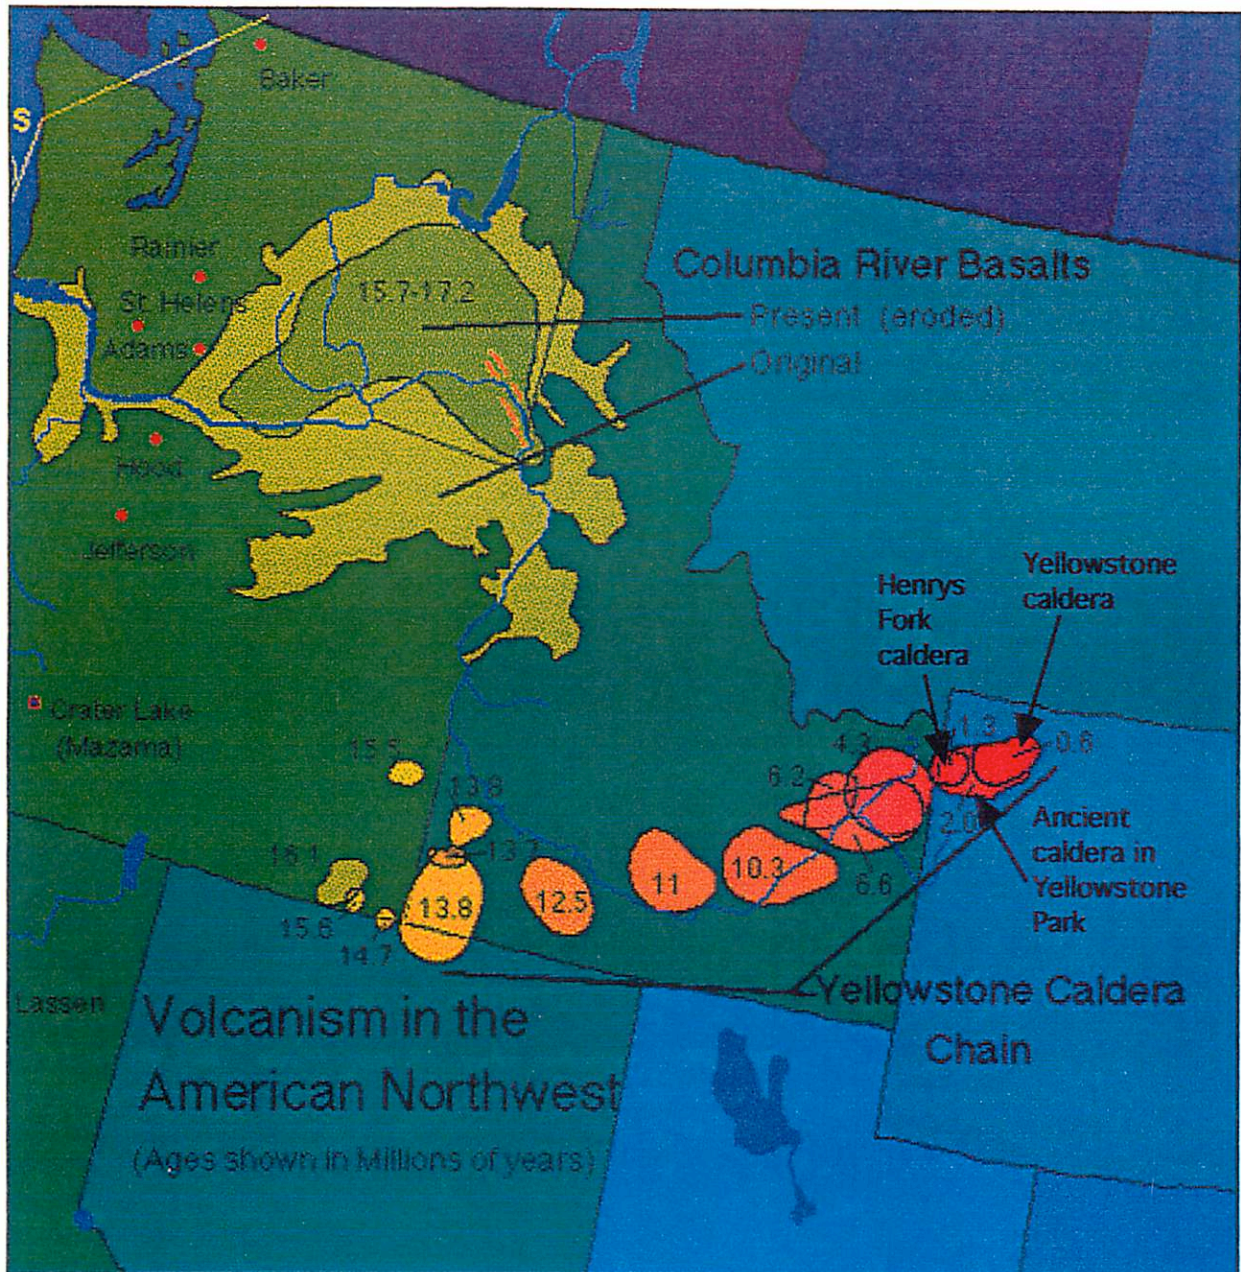 Baker
S
Rainier
St. Helens
Adams
15.7-17.2
Columbia River Basalts
Present (eroded)
Original
Hood
Jefferson
Henrys
Fork
caldera
Yellowstone
caldera
Crater Lake
(Mazama)
15.5
13.8
4.3
6.2
1.3
0.6
2.0
Ancient
caldera in
Yellowstone
Park
16.1
13.7
10.3
11
12.5
13.8
6.6
15.6
14.7
Yellowstone Caldera
Chain
Lassen
Volcanism in the
American Northwest
(Ages shown in Millions of years)